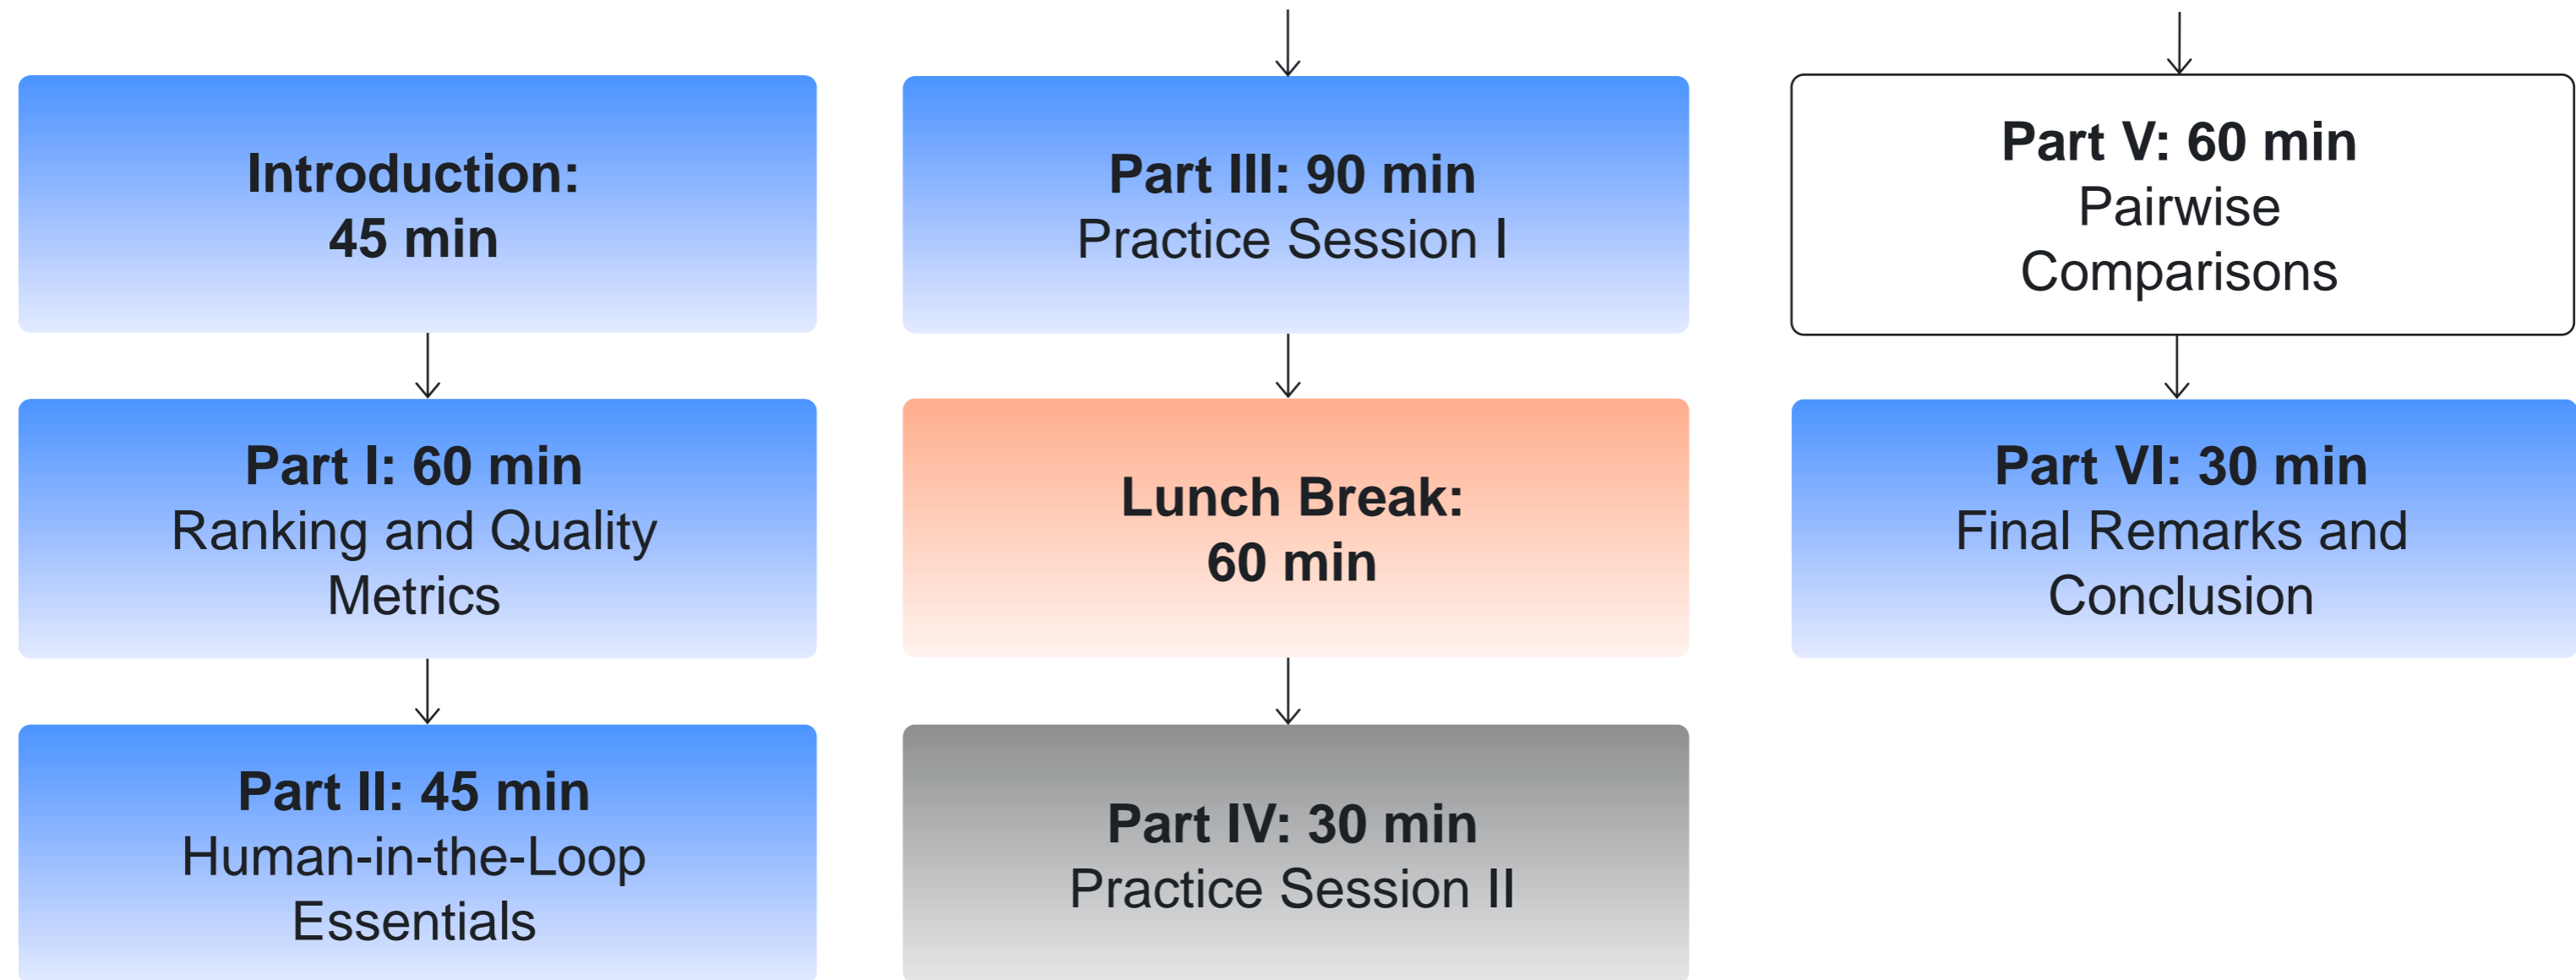 Introduction:
45 min
Part I: 60 min
Ranking and Quality
Metrics
Part II: 45 min
Human-in-the-Loop
Essentials
Part III: 90 min
Practice Session I
Lunch Break:
60 min
Part IV: 30 min
Practice Session II
Part V: 60 min
Pairwise
Comparisons
Part VI: 30 min
Final Remarks and
Conclusion